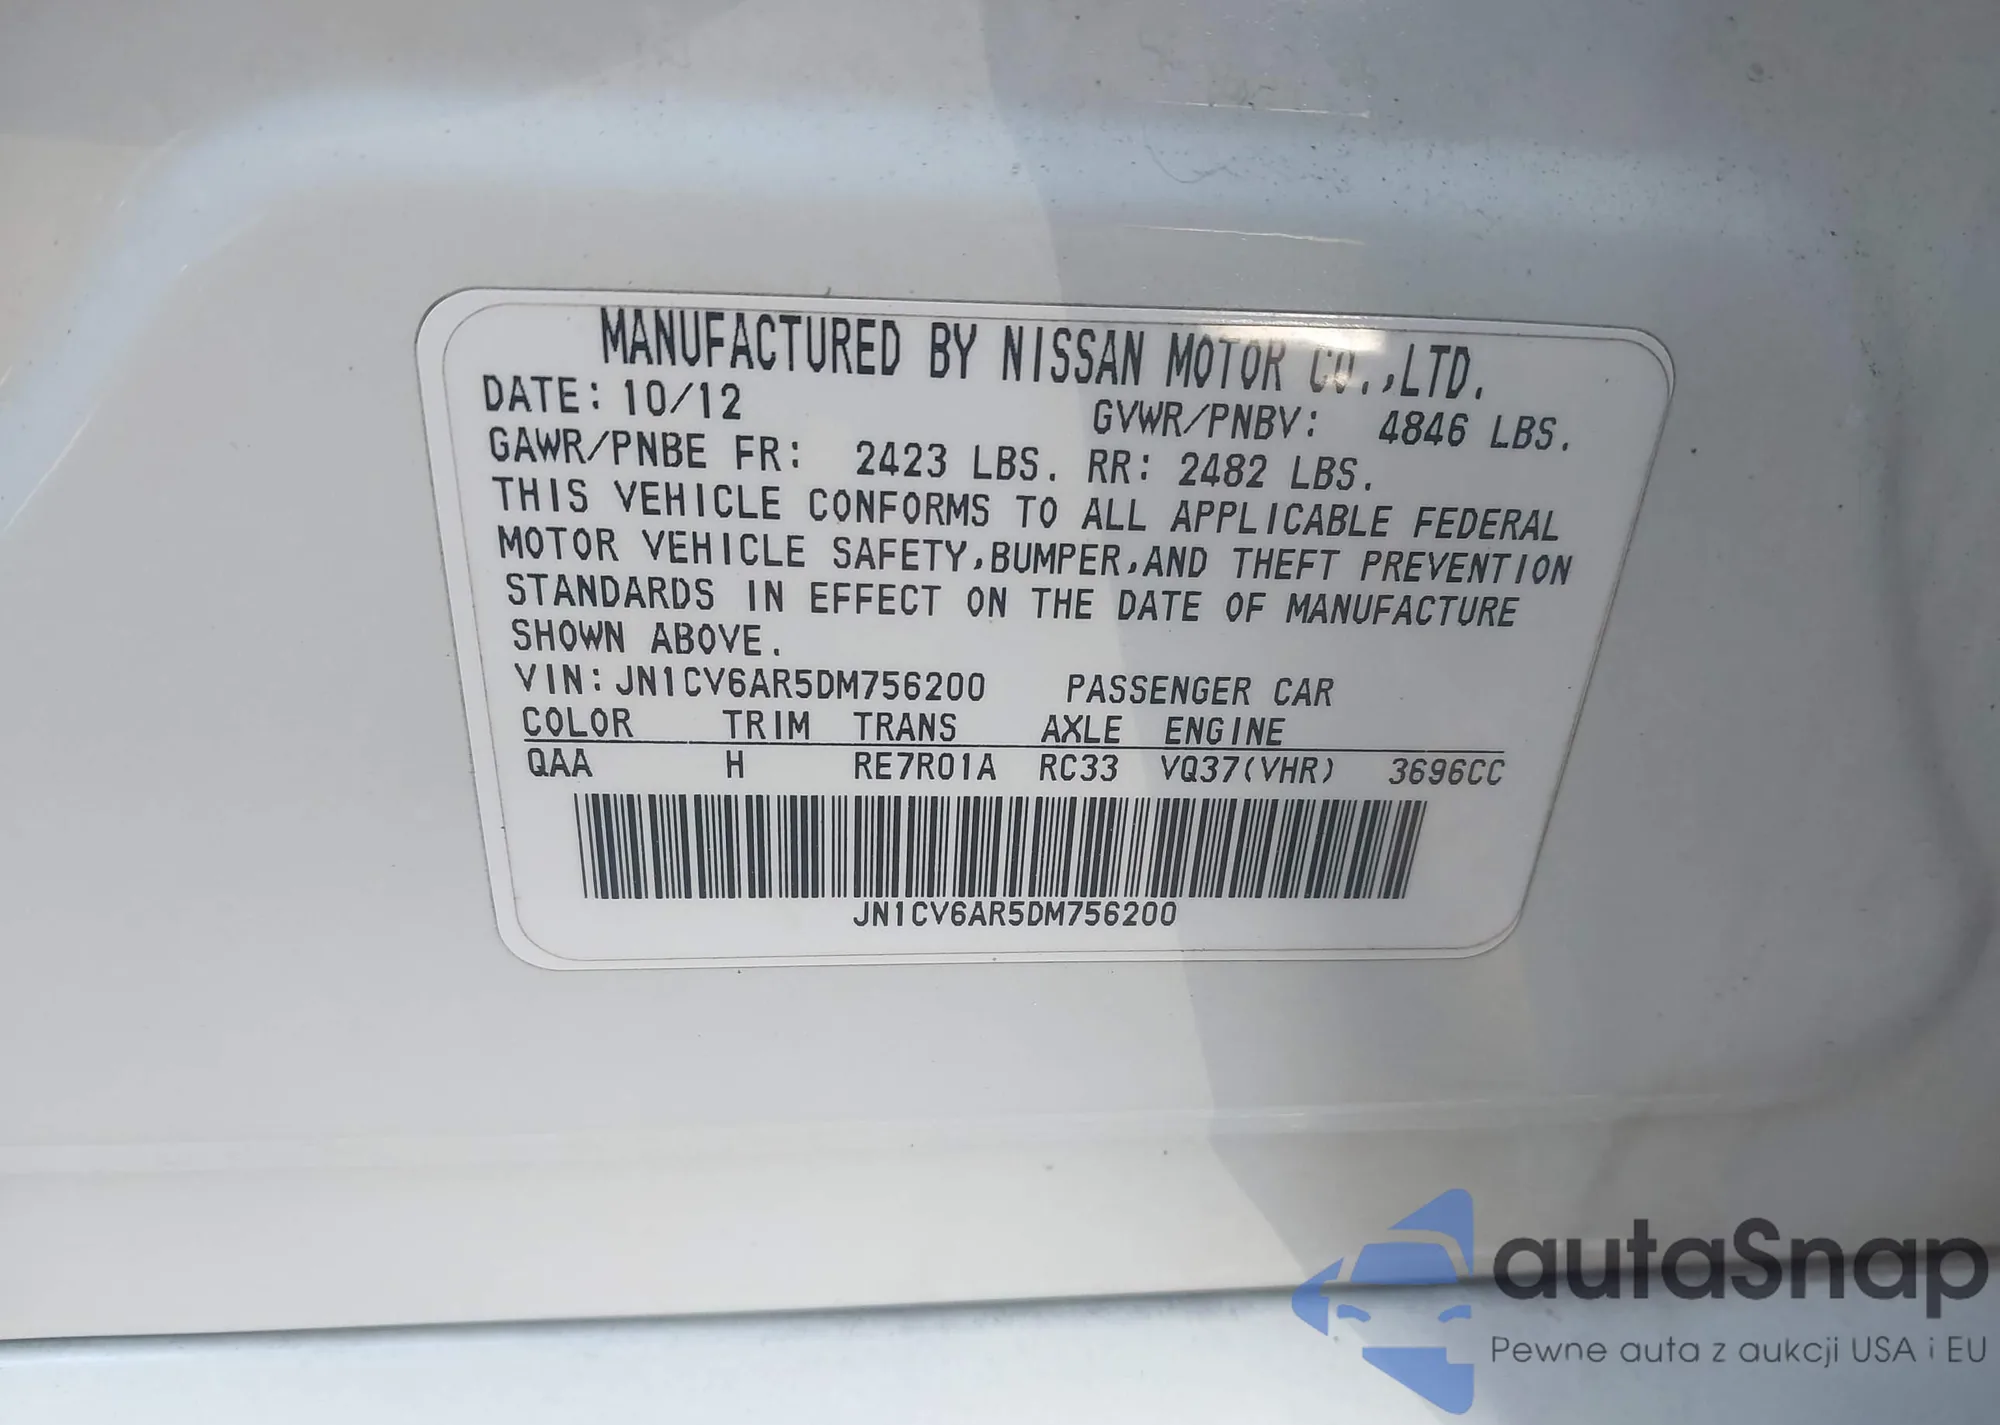 MANUFACTURED BY NISSAN MOTOR CO.,LTD.
DATE: 10/12 GVWR/PNBV: 4846 LBS.
GAWR/PNBE FR: 2423 LBS. RR: 2482 LBS.
THIS VEHICLE CONFORMS TO ALL APPLICABLE FEDERAL
MOTOR VEHICLE SAFETY,BUMPER,AND THEFT PREVENTION
STANDARDS IN EFFECT ON THE DATE OF MANUFACTURE
SHOWN ABOVE.
VIN:JN1CV6AR5DM756200 PASSENGER CAR
COLOR TRIM TRANS AXLE ENGINE
QAA H RE7R01A RC33 VQ37(VHR) 3696CC
JN1CV6AR5DM756200
autaSnap
Pewne auta z aukcji USA i EU